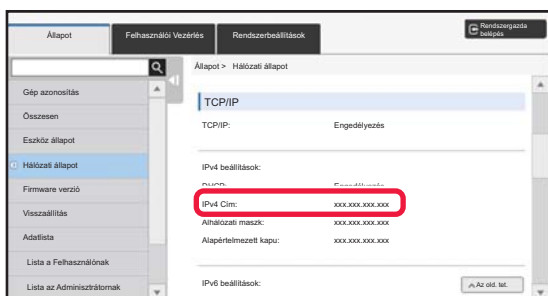 Állapot
Felhasználói Vezérlés
Rendszerbeállítások
Rendszergazda belépés
Állapot > Hálózati állapot
Gép azonosítás
Összesen
Eszköz állapot
Hálózati állapot
Firmware verzió
Visszaállítás
Adatlista
Lista a Felhasználónak
Lista az Adminisztrátornak
TCP/IP
TCP/IP: Engedélyezés
IPv4 beállítások:
DHCP: Engedélyezés
IPv4 Cím: xxx.xxx.xxx.xxx
Alhálózati maszk: xxx.xxx.xxx.xxx
Alapértelmezett kapu: xxx.xxx.xxx.xxx
IPv6 beállítások:
Az old. tet.